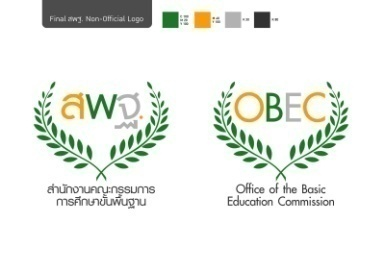 Final สพฐ. Non-Official Logo
สพฐ.
สำนักงานคณะกรรมการ
การศึกษาขั้นพื้นฐาน
OBEC
Office of the Basic
Education Commission